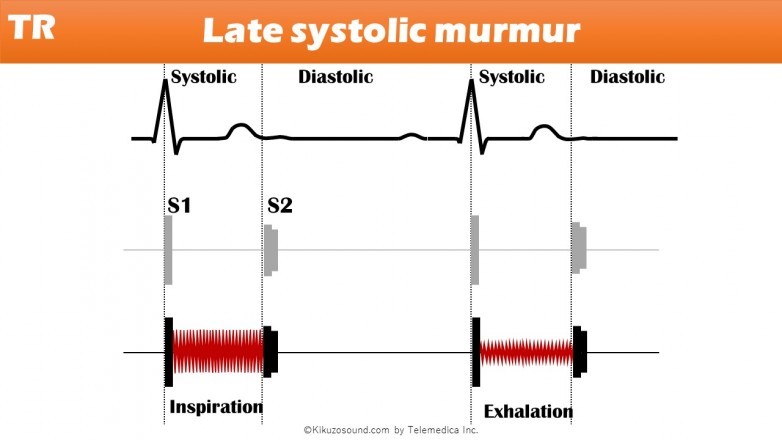 TR
Late systolic murmur
Systolic Diastolic Systolic Diastolic
S1 S2
Inspiration Exhalation
©Kikuzosound.com by Telemedica Inc.